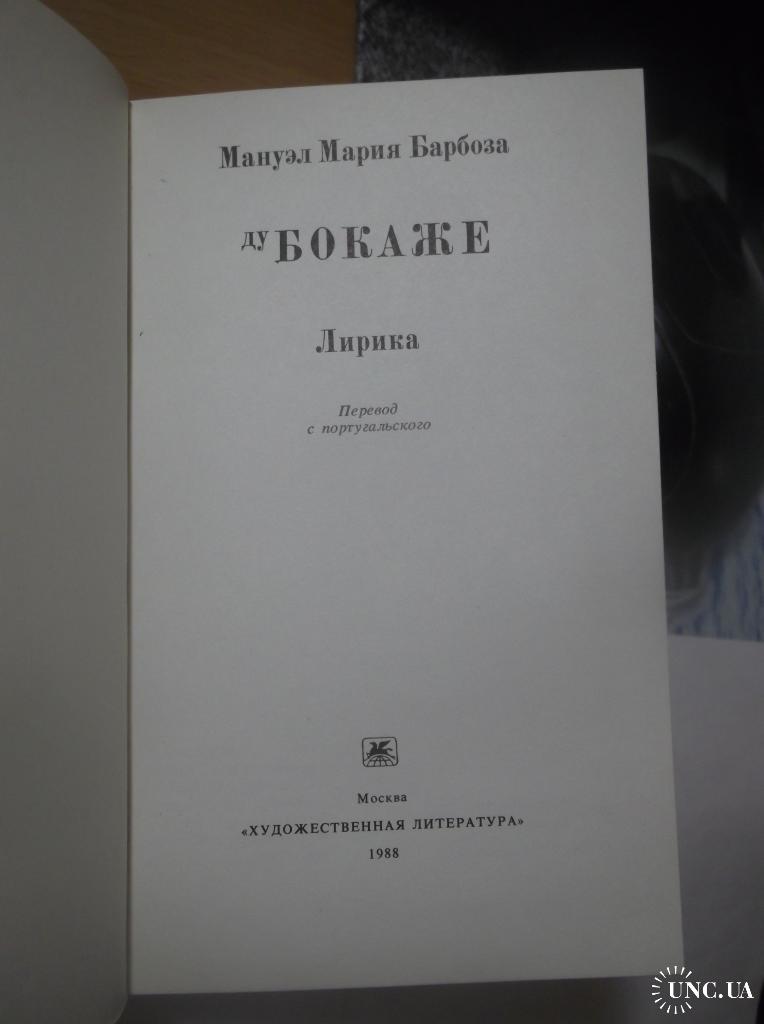 Мануэл Мария Барбоза
ду БОКАЖЕ
Лирика
Перевод
с португальского
Москва
«ХУДОЖЕСТВЕННАЯ ЛИТЕРАТУРА»
1988
UNC.UA